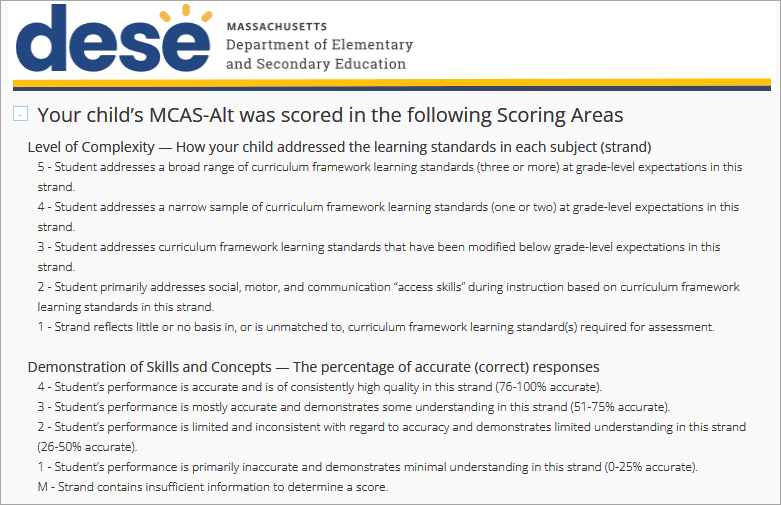 dese
MASSACHUSETTS
Department of Elementary
and Secondary Education
Your child’s MCAS-Alt was scored in the following Scoring Areas
Level of Complexity — How your child addressed the learning standards in each subject (strand)
5 - Student addresses a broad range of curriculum framework learning standards (three or more) at grade-level expectations in this
strand.
4 - Student addresses a narrow sample of curriculum framework learning standards (one or two) at grade-level expectations in this
strand.
3 - Student addresses curriculum framework learning standards that have been modified below grade-level expectations in this
strand.
2 - Student primarily addresses social, motor, and communication “access skills” during instruction based on curriculum framework
learning standards in this strand.
1 - Strand reflects little or no basis in, or is unmatched to, curriculum framework learning standard(s) required for assessment.
Demonstration of Skills and Concepts — The percentage of accurate (correct) responses
4 - Student’s performance is accurate and is of consistently high quality in this strand (76-100% accurate).
3 - Student’s performance is mostly accurate and demonstrates some understanding in this strand (51-75% accurate).
2 - Student’s performance is limited and inconsistent with regard to accuracy and demonstrates limited understanding in this strand
(26-50% accurate).
1 - Student’s performance is primarily inaccurate and demonstrates minimal understanding in this strand (0-25% accurate).
M - Strand contains insufficient information to determine a score.